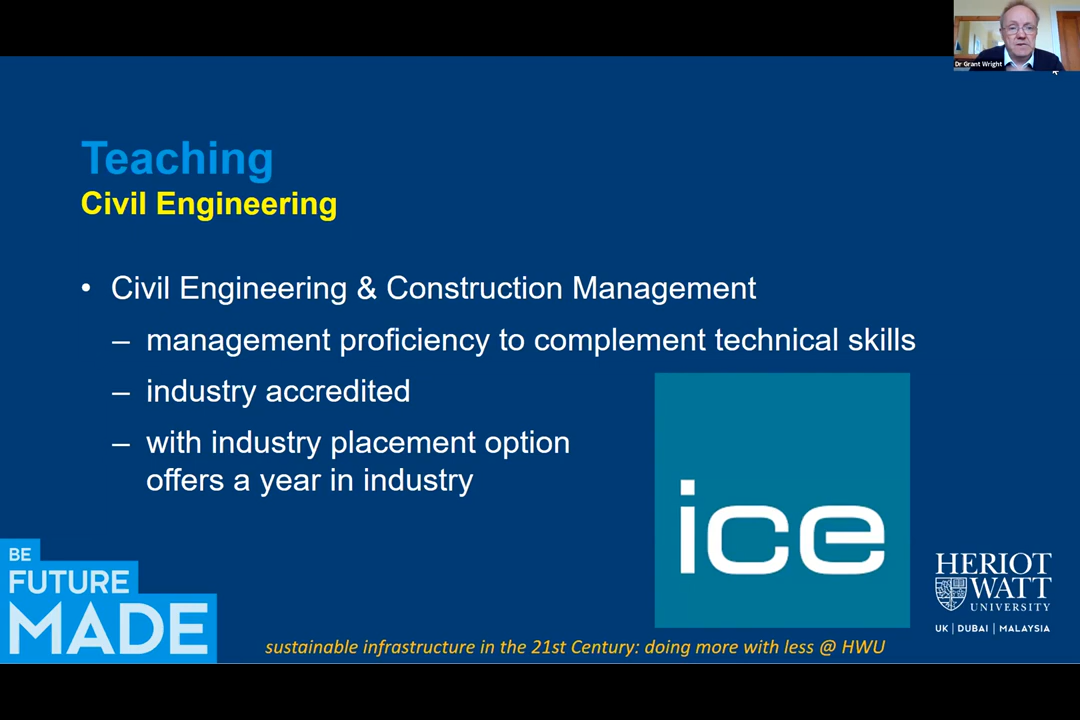 Dr Grant Wright
Teaching
Civil Engineering
• Civil Engineering & Construction Management
– management proficiency to complement technical skills
– industry accredited
– with industry placement option
offers a year in industry
ice
BE
FUTURE
MADE
HERIOT
WATT
UNIVERSITY
UK | DUBAI | MALAYSIA
sustainable infrastructure in the 21st Century: doing more with less @ HWU